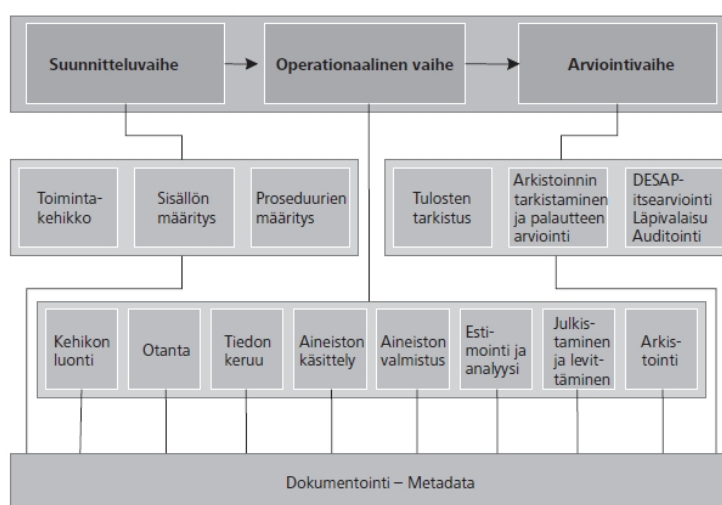 Suunnitteluvaihe
Operationaalinen vaihe
Arviointivaihe
Toiminta-
kehikko
Sisällön
määritys
Proseduurien
määritys
Tulosten
tarkistus
Arkistoinnin
tarkistaminen
ja palautteen
arviointi
DESAP-
itsearviointi
Läpivalaisu
Auditointi
Kehikon
luonti
Otanta
Tiedon
keruu
Aineiston
käsittely
Aineiston
valmistus
Esti-
mointi ja
analyysi
Julkis-
taminen
ja levit-
täminen
Arkis-
tointi
Dokumentointi – Metadata